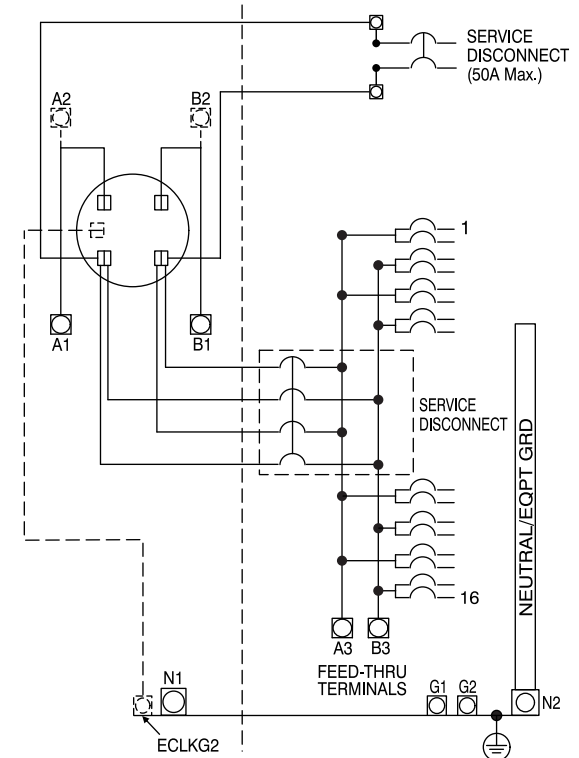 SERVICE
DISCONNECT
(50A Max.)
A2
B2
1
A1
B1
SERVICE
DISCONNECT
NEUTRAL/EQPT GRD
16
A3
B3
FEED-THRU
TERMINALS
N1
G1
G2
N2
ECLKG2